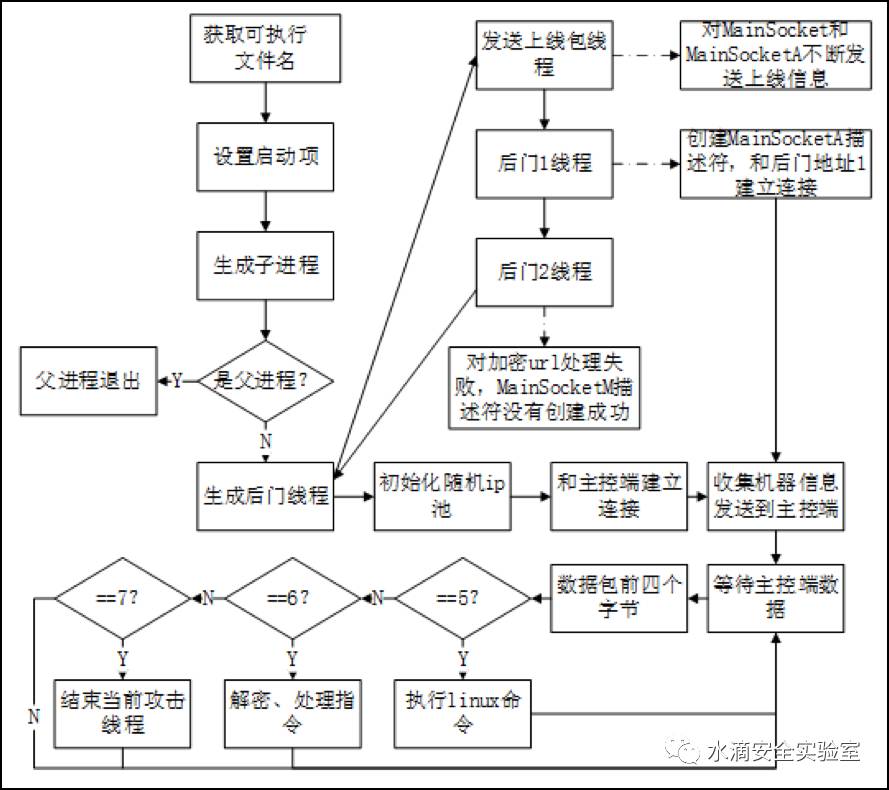 获取可执行
文件名
设置启动项
生成子进程
是父进程?
Y
父进程退出
N
生成后门线程
发送上线包线
程
对MainSocket和
MainSocketA不断发
送上线信息
后门1线程
创建MainSocketA描
述符，和后门地址1
建立连接
后门2线程
对加密url处理失
败，MainSocketM描
述符没有创建成功
初始化随机ip
池
和主控端建立
连接
收集机器信息
发送到主控端
等待主控端数
据
数据包前四个
字节
==5?
N
==6?
N
==7?
Y
Y
Y
N
执行linux命
令
解密、处理指
令
结束当前攻击
线程
水滴安全实验室